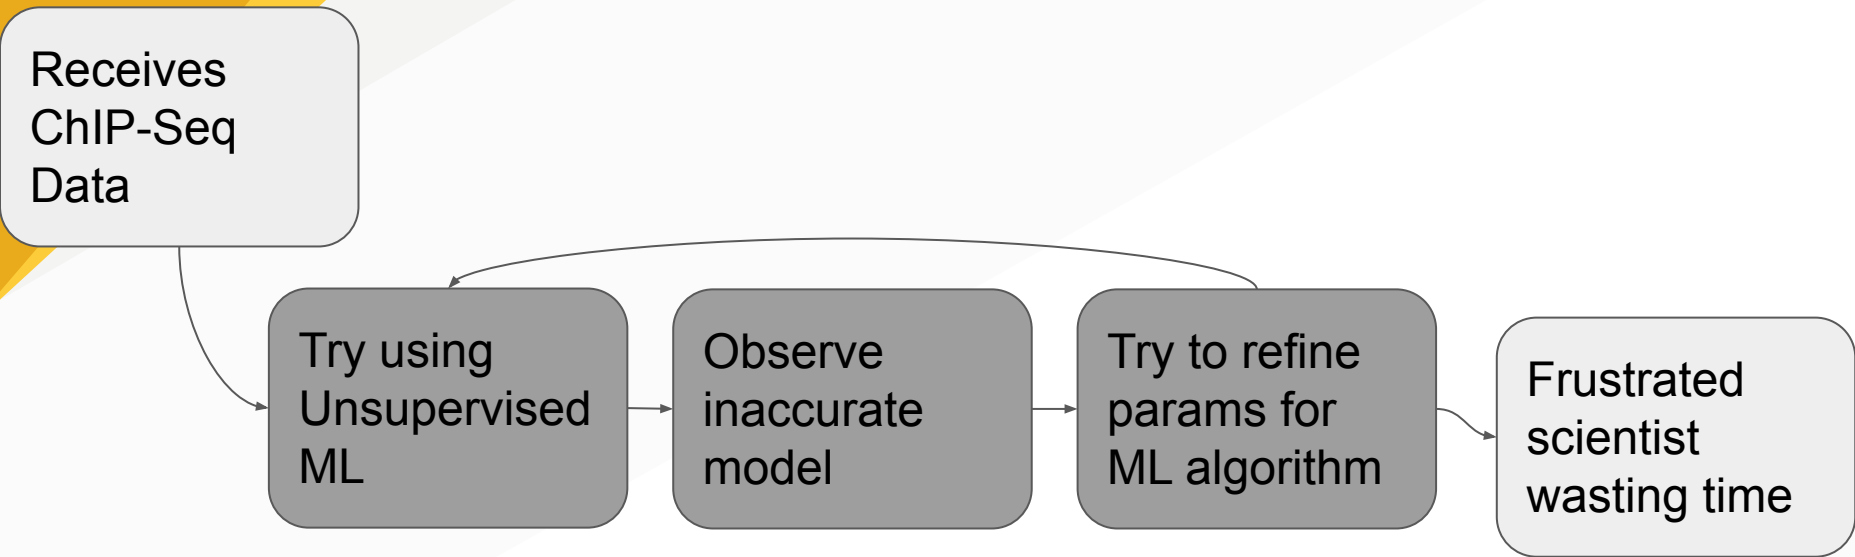 Receives
ChIP-Seq
Data
Try using
Unsupervised
ML
Observe
inaccurate
model
Try to refine
params for
ML algorithm
Frustrated
scientist
wasting time